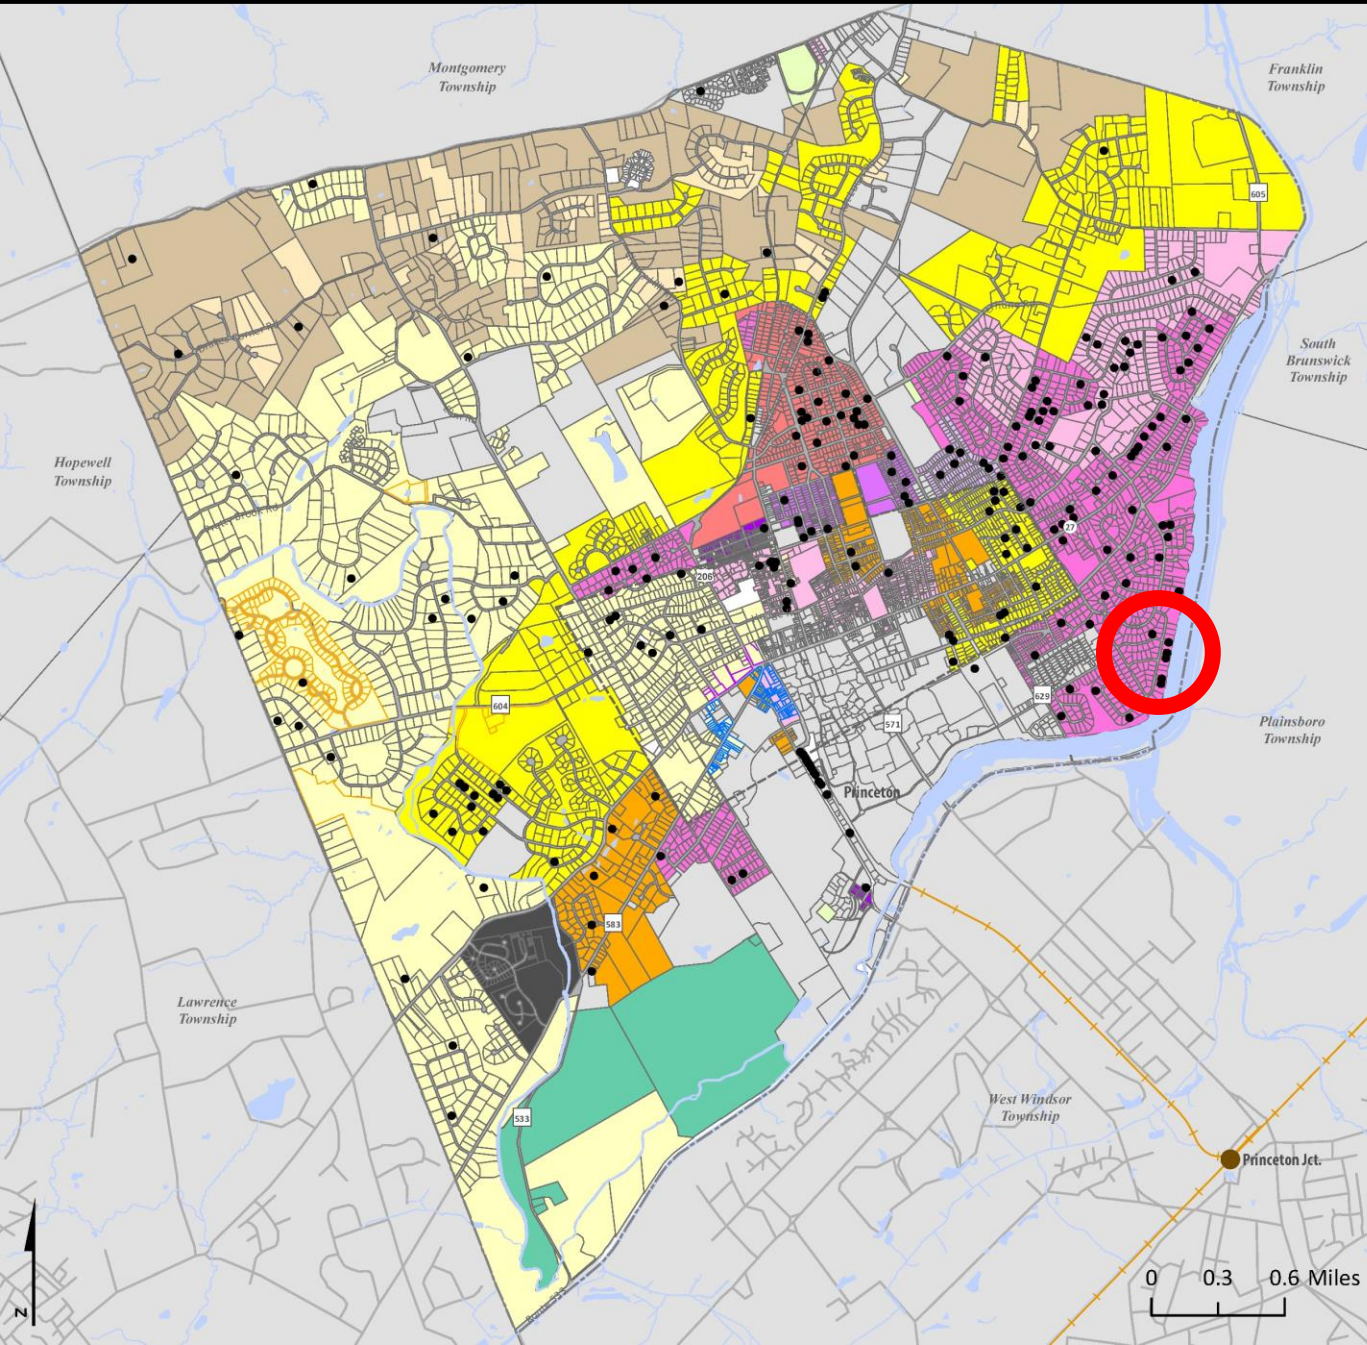 Montgomery
Township
Franklin
Township
605
South
Brunswick
Township
Hopewell
Township
27
206
604
629
Plainsboro
Township
571
Princeton
583
Lawrence
Township
533
West Windsor
Township
Princeton Jct.
0 0.3 0.6 Miles
Z